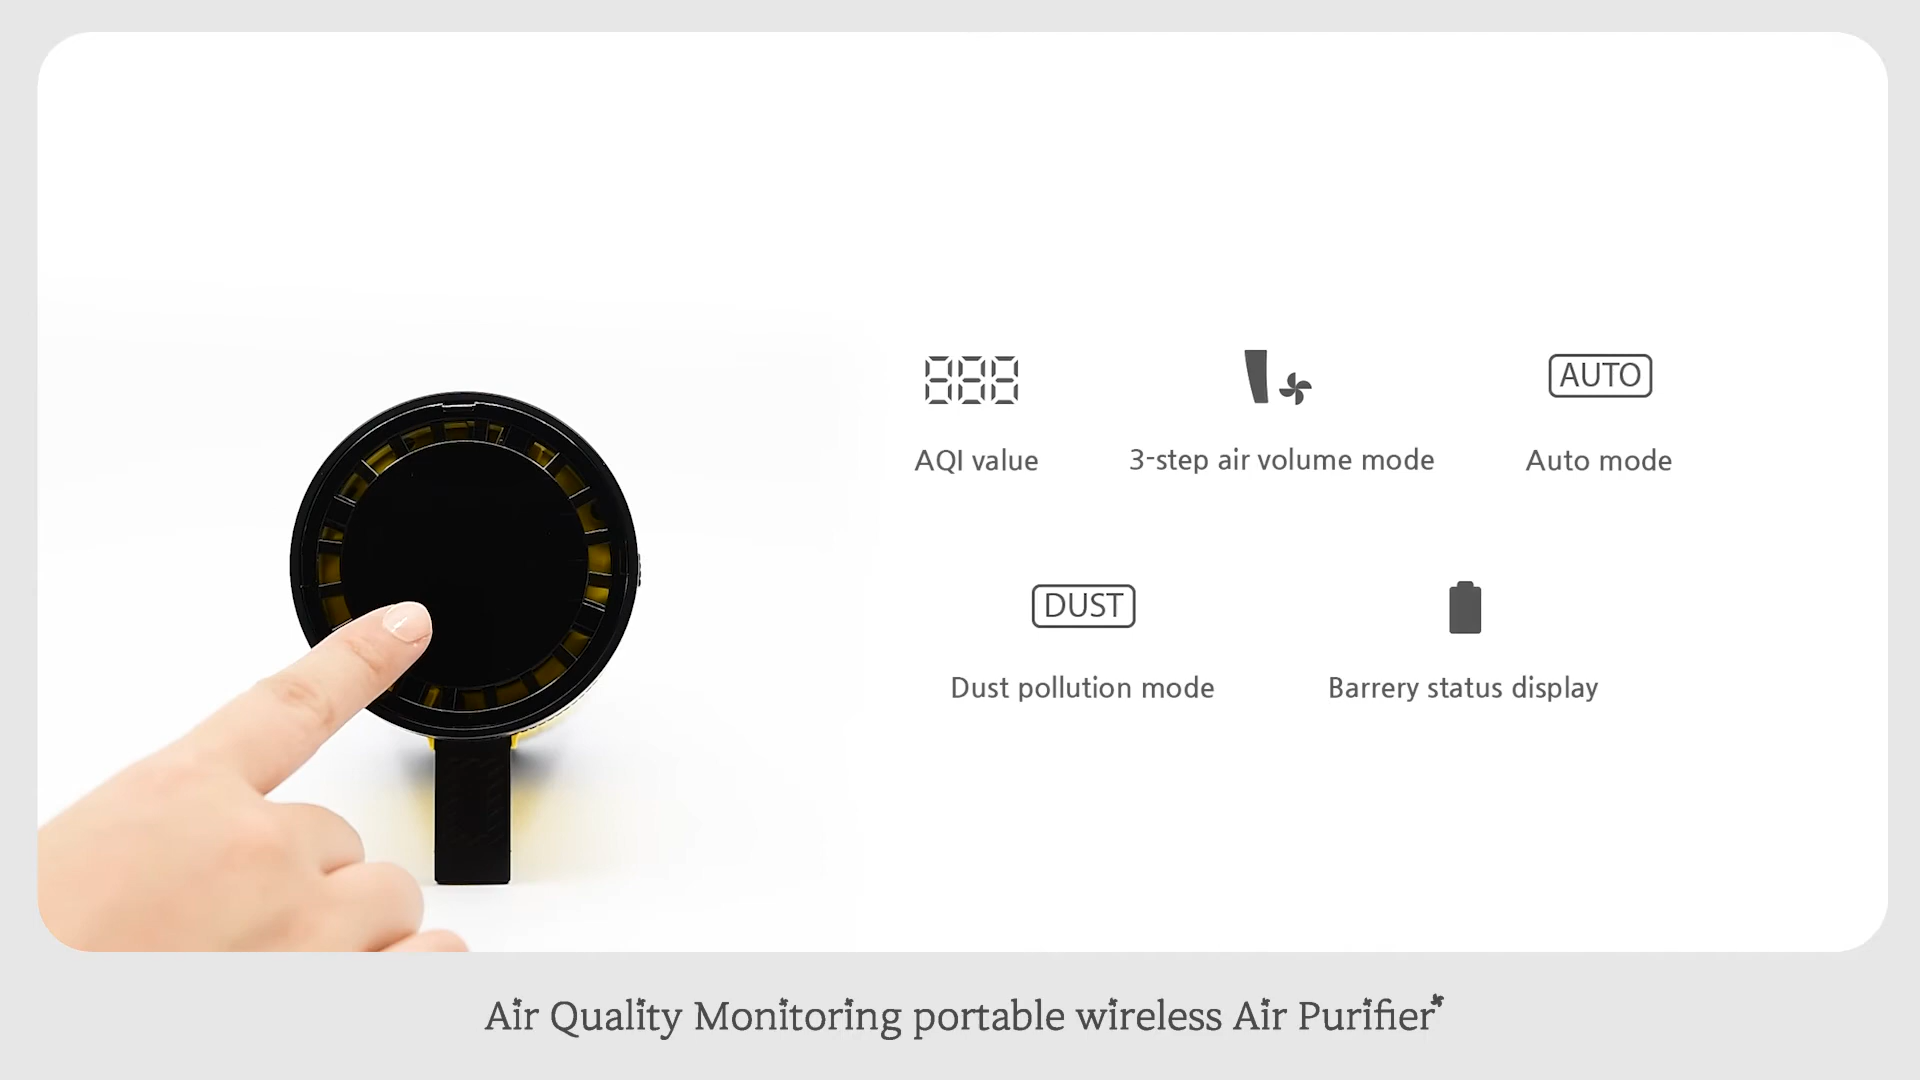 888
AQI value
3-step air volume mode
AUTO
Auto mode
DUST
Dust pollution mode
Barrery status display
Air Quality Monitoring portable wireless Air Purifier